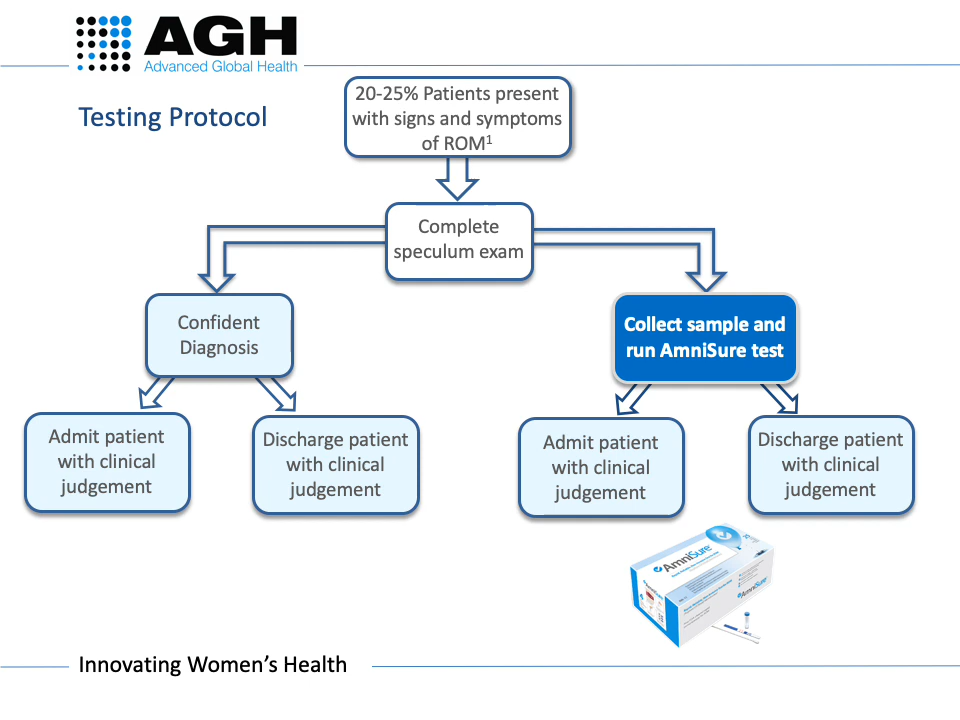 AGH
Advanced Global Health
Testing Protocol
20-25% Patients present
with signs and symptoms
of ROM1
Complete
speculum exam
Confident
Diagnosis
Collect sample and
run AmniSure test
Admit patient
with clinical
judgement
Discharge patient
with clinical
judgement
Admit patient
with clinical
judgement
Discharge patient
with clinical
judgement
AmniSure
AmniSure
Innovating Women’s Health